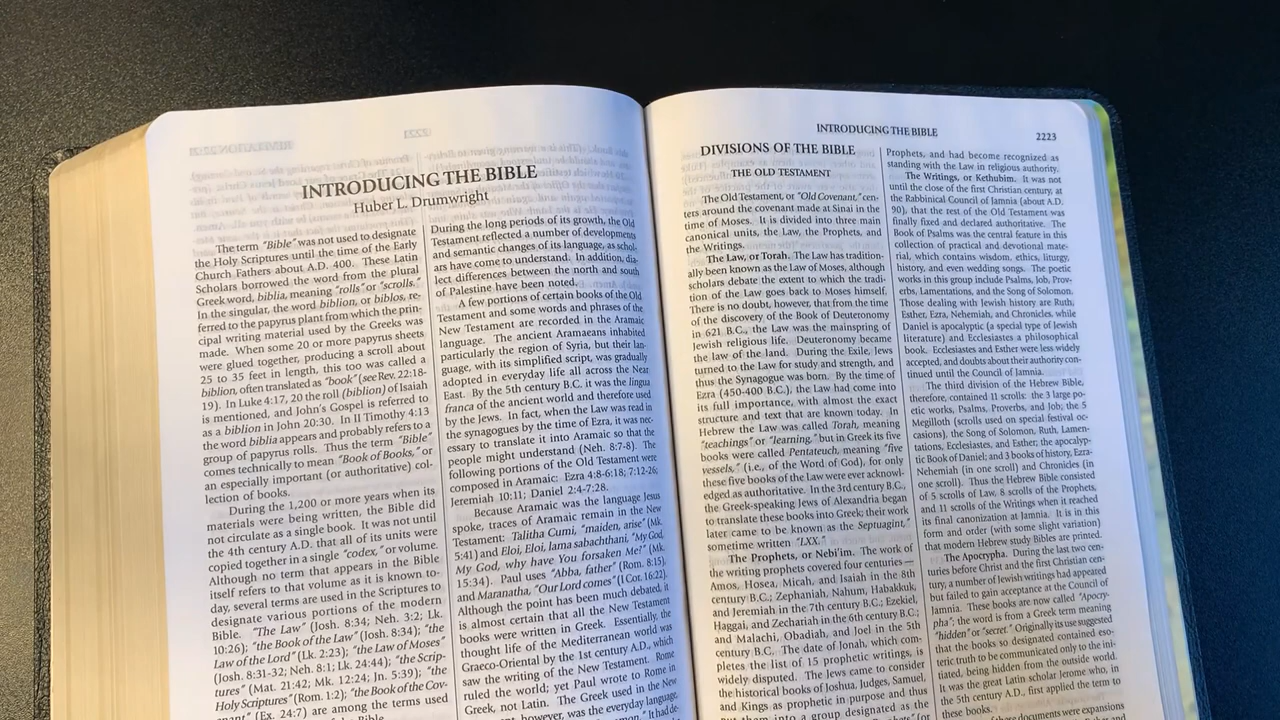 INTRODUCING THE BIBLE
Huber L. Drumwright
The term "Bible" was not used to designate
the Holy Scriptures until the time of the Early
Church Fathers about A.D. 400. These Latin
Scholars borrowed the word from the plural
Greek word, biblia, meaning "rolls" or "scrolls."
In the singular, the word biblion, or biblos, re-
ferred to the papyrus plant from which the prin-
cipal writing material used by the Greeks was
made. When some 20 or more papyrus sheets
were glued together, producing a scroll about
25 to 35 feet in length, this too was called a
biblion, often translated as "book" (see Rev. 22:18-
19). In Luke 4:17, 20 the roll (biblion) of Isaiah
is mentioned, and John's Gospel is referred to
as a biblion in John 20:30. In II Timothy 4:13
the word biblia appears and probably refers to a
group of papyrus rolls. Thus the term "Bible"
comes technically to mean "Book of Books," or
an especially important (or authoritative) col-
lection of books.
During the 1,200 or more years when its
materials were being written, the Bible did
not circulate as a single book. It was not until
the 4th century A.D. that all of its units were
copied together in a single "codex," or volume.
Although no term that appears in the Bible
itself refers to that volume as it is known to-
day, several terms are used in the Scriptures to
designate various portions of the modern
Bible. "The Law" (Josh. 8:34; Neh. 3:2; Lk.
10:26); "the Book of the Law" (Josh. 8:34); "the
Law of the Lord" (Lk. 2:23); "the Law of Moses"
(Josh. 8:31-32; Neh. 8:1; Lk. 24:44); "the Scrip-
tures" (Mat. 21:42; Mk. 12:24; Jn. 5:39); "the
Holy Scriptures" (Rom. 1:2); "the Book of the Cov-
enant" (Ex. 24:7) are among the terms used
Bible.
During the long periods of its growth, the Old
Testament reflected a number of developments
and semantic changes of its language, as schol-
ars have come to understand. In addition, dia-
lect differences between the north and south
of Palestine have been noted.
A few portions of certain books of the Old
Testament and some words and phrases of the
New Testament are recorded in the Aramaic
language. The ancient Aramaeans inhabited
particularly the region of Syria, but their lan-
guage, with its simplified script, was gradually
adopted in everyday life all across the Near
East. By the 5th century B.C. it was the lingua
franca of the ancient world and therefore used
by the Jews. In fact, when the Law was read in
the synagogues by the time of Ezra, it was nec-
essary to translate it into Aramaic so that the
people might understand (Neh. 8:7-8). The
following portions of the Old Testament were
composed in Aramaic: Ezra 4:8-6:18; 7:12-26;
Jeremiah 10:11; Daniel 2:4-7:28.
Because Aramaic was the language Jesus
spoke, traces of Aramaic remain in the New
Testament: Talitha Cumi, "maiden, arise" (Mk.
5:41) and Eloi, Eloi, lama sabachthani, "My God,
My God, why have You forsaken Me?" (Mk.
15:34). Paul uses "Abba, father" (Rom. 8:15),
and Maranatha, "Our Lord comes" (I Cor. 16:22).
Although the point has been much debated, it
is almost certain that all the New Testament
books were written in Greek. Essentially, the
thought life of the Mediterranean world was
Graeco-Oriental by the 1st century A.D., which
saw the writing of the New Testament. Rome
ruled the world; yet Paul wrote to Rome in
Greek, not Latin. The Greek used in the New
however, was the everyday language,
INTRODUCING THE BIBLE
2223
DIVISIONS OF THE BIBLE
THE OLD TESTAMENT
The Old Testament, or "Old Covenant," cen-
ters around the covenant made at Sinai in the
time of Moses. It is divided into three main
canonical units, the Law, the Prophets, and
the Writings.
The Law, or Torah. The Law has tradition-
ally been known as the Law of Moses, although
scholars debate the extent to which the tradi-
tion of the Law goes back to Moses himself.
There is no doubt, however, that from the time
of the discovery of the Book of Deuteronomy
in 621 B.C., the Law was the mainspring of
Jewish religious life. Deuteronomy became
the law of the land. During the Exile, Jews
turned to the Law for study and strength, and
thus the Synagogue was born. By the time of
Ezra (450-400 B.C.), the Law had come into
its full importance, with almost the exact
structure and text that are known today. In
Hebrew the Law was called Torah, meaning
"teachings" or "learning," but in Greek its five
books were called Pentateuch, meaning "five
vessels," (i.e., of the Word of God), for only
these five books of the Law were ever acknowl-
edged as authoritative. In the 3rd century B.C.,
the Greek-speaking Jews of Alexandria began
to translate these books into Greek; their work
later came to be known as the Septuagint,"
sometime written "LXX."
The Prophets, or Nebi'im. The work of
the writing prophets covered four centuries—
Amos, Hosea, Micah, and Isaiah in the 8th
century B.C.; Zephaniah, Nahum, Habakkuk,
and Jeremiah in the 7th century B.C.; Ezekiel,
Haggai, and Zechariah in the 6th century B.C.;
and Malachi, Obadiah, and Joel in the 5th
century B.C. The date of Jonah, which com-
pletes the list of 15 prophetic writings, is
widely disputed. The Jews came to consider
the historical books of Joshua, Judges, Samuel,
and Kings as prophetic in purpose and thus
put them into a group designated as the
Prophets, and had become recognized as
standing with the Law in religious authority.
The Writings, or Kethubim. It was not
until the close of the first Christian century, at
the Rabbinical Council of Jamnia (about A.D.
90), that the rest of the Old Testament was
finally fixed and declared authoritative. The
Book of Psalms was the central feature in this
collection of practical and devotional mate-
rial, which contains wisdom, ethics, liturgy,
history, and even wedding songs. The poetic
works in this group include Psalms, Job, Prov-
erbs, Lamentations, and the Song of Solomon.
Those dealing with Jewish history are Ruth,
Esther, Ezra, Nehemiah, and Chronicles, while
Daniel is apocalyptic (a special type of Jewish
literature) and Ecclesiastes a philosophical
book. Ecclesiastes and Esther were less widely
accepted, and doubts about their authority con-
tinued until the Council of Jamnia.
The third division of the Hebrew Bible,
therefore, contained 11 scrolls: the 3 large po-
etic works, Psalms, Proverbs, and Job; the 5
Megilloth (scrolls used on special festival oc-
casions), the Song of Solomon, Ruth, Lamen-
tations, Ecclesiastes, and Esther; the apocalyp-
tic Book of Daniel; and 3 books of history, Ezra-
Nehemiah (in one scroll) and Chronicles (in
one scroll). Thus the Hebrew Bible consisted
of 5 scrolls of Law, 8 scrolls of the Prophets,
and 11 scrolls of the Writings when it reached
its final canonization at Jamnia. It is in this
form and order (with some slight variation)
that modern Hebrew study Bibles are printed.
The Apocrypha. During the last two cen-
turies before Christ and the first Christian cen-
tury, a number of Jewish writings had appeared
but failed to gain acceptance at the Council of
Jamnia. These books are now called "Apocry-
pha"; the word is from a Greek term meaning
"hidden" or "secret." Originally its use suggested
that the books so designated contained eso-
teric truth to be communicated only to the ini-
tiated, being hidden from the outside world.
It was the great Latin scholar Jerome who, in
the 5th century A.D., first applied the term to
these books.
of these documents were expansions